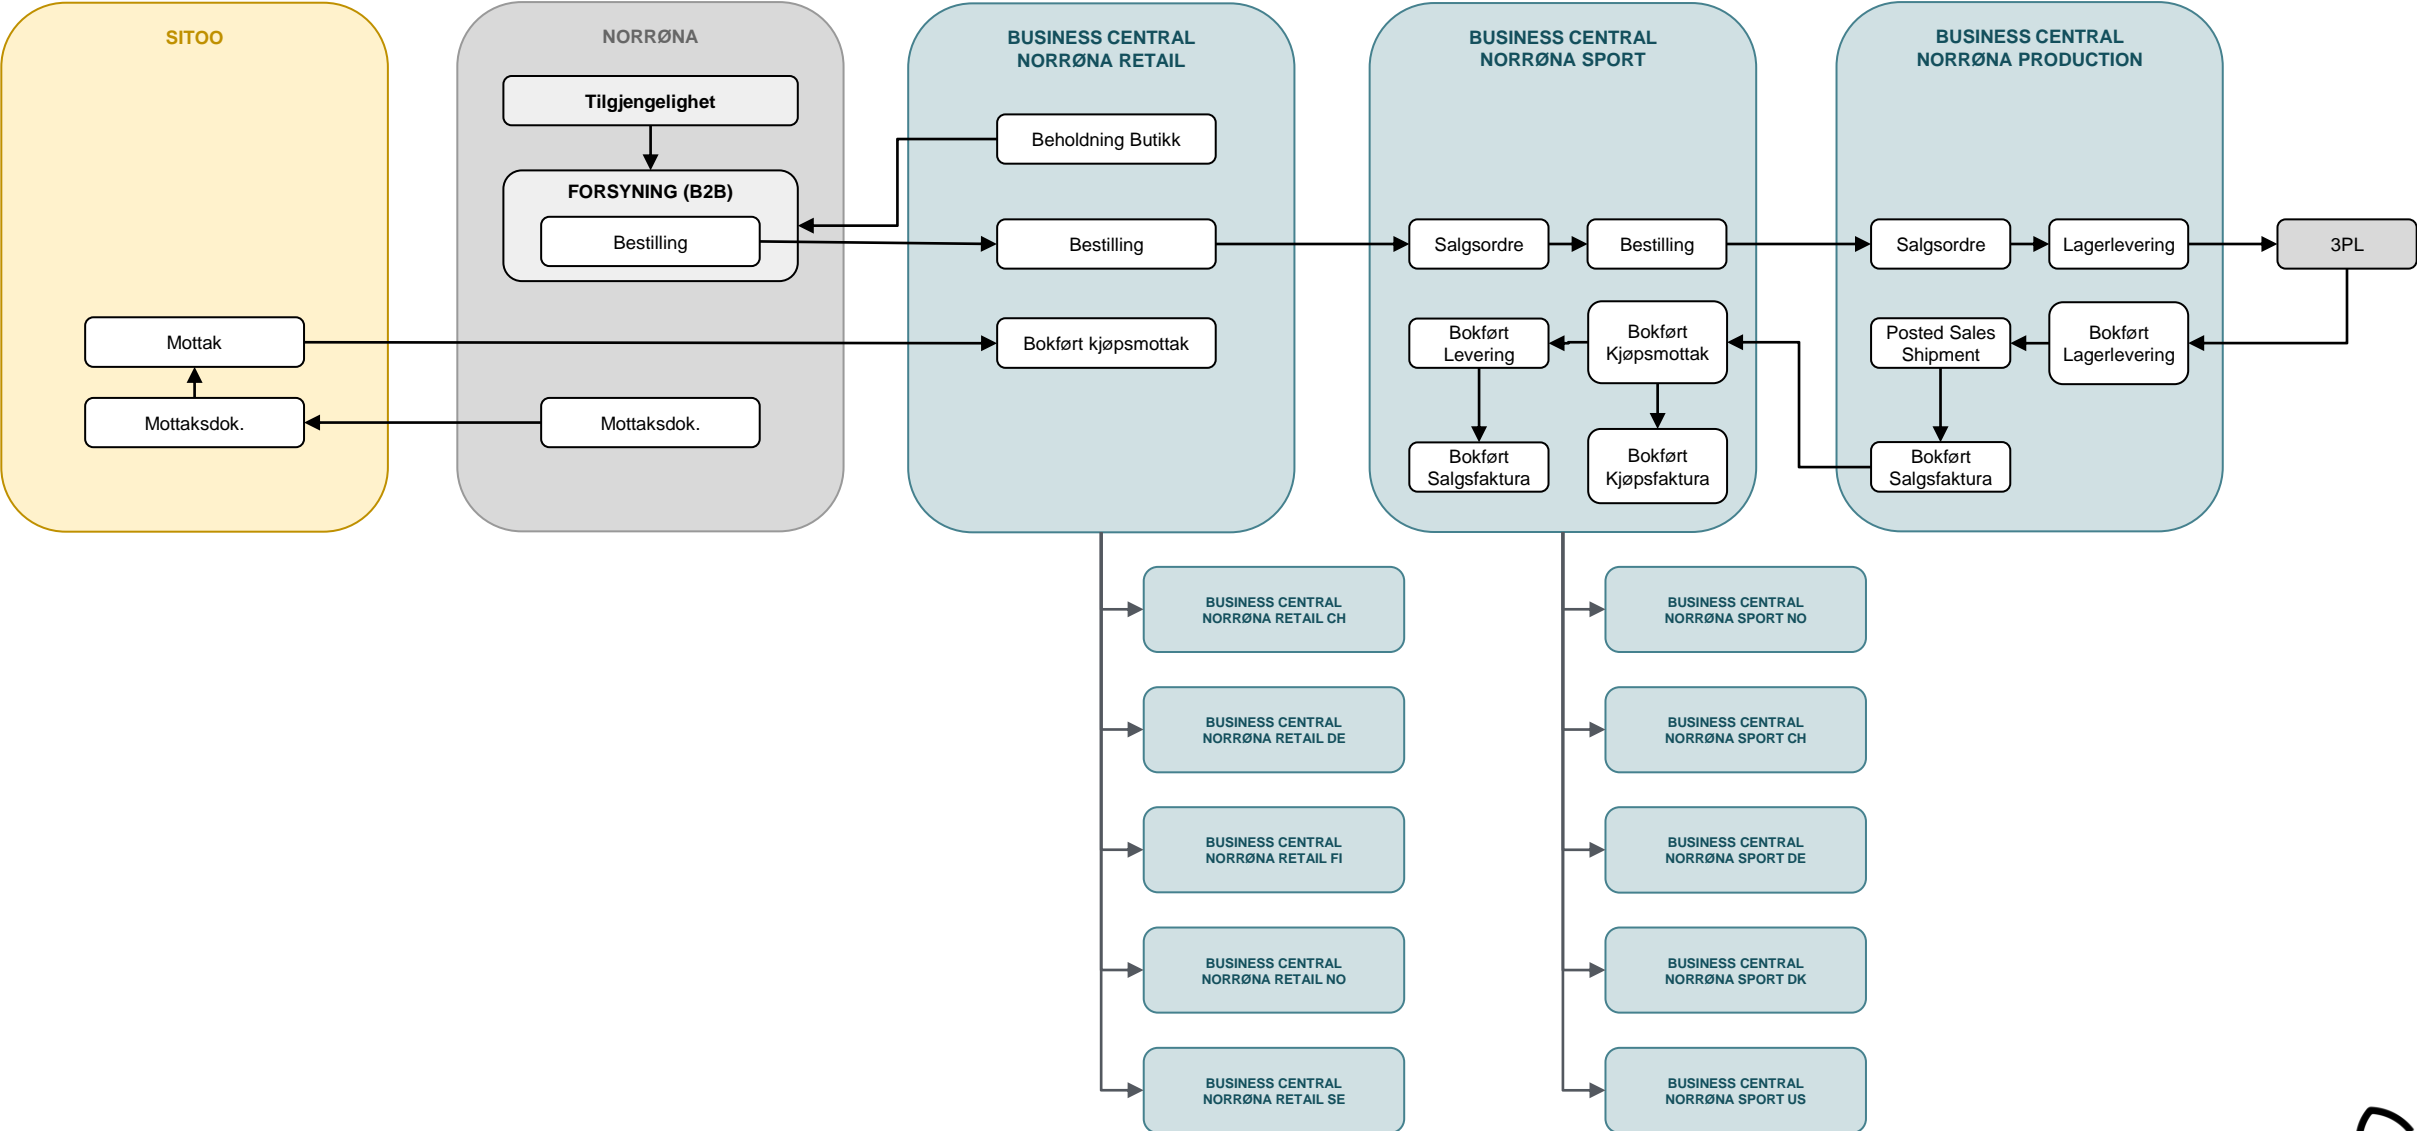 SITOO
NORRØNA
BUSINESS CENTRAL
NORRØNA RETAIL
BUSINESS CENTRAL
NORRØNA SPORT
BUSINESS CENTRAL
NORRØNA PRODUCTION
Tilgjengelighet
Beholdning Butikk
FORSYNING (B2B)
Bestilling
Bestilling
Salgsordre
Bestilling
Salgsordre
Lagerlevering
3PL
Mottak
Bokført kjøpsmottak
Bokført
Levering
Bokført
Kjøpsmottak
Posted Sales
Shipment
Bokført
Lagerlevering
Mottaksdok.
Mottaksdok.
Bokført
Salgsfaktura
Bokført
Kjøpsfaktura
Bokført
Salgsfaktura
BUSINESS CENTRAL
NORRØNA RETAIL CH
BUSINESS CENTRAL
NORRØNA SPORT NO
BUSINESS CENTRAL
NORRØNA RETAIL DE
BUSINESS CENTRAL
NORRØNA SPORT CH
BUSINESS CENTRAL
NORRØNA RETAIL FI
BUSINESS CENTRAL
NORRØNA SPORT DE
BUSINESS CENTRAL
NORRØNA RETAIL NO
BUSINESS CENTRAL
NORRØNA SPORT DK
BUSINESS CENTRAL
NORRØNA RETAIL SE
BUSINESS CENTRAL
NORRØNA SPORT US